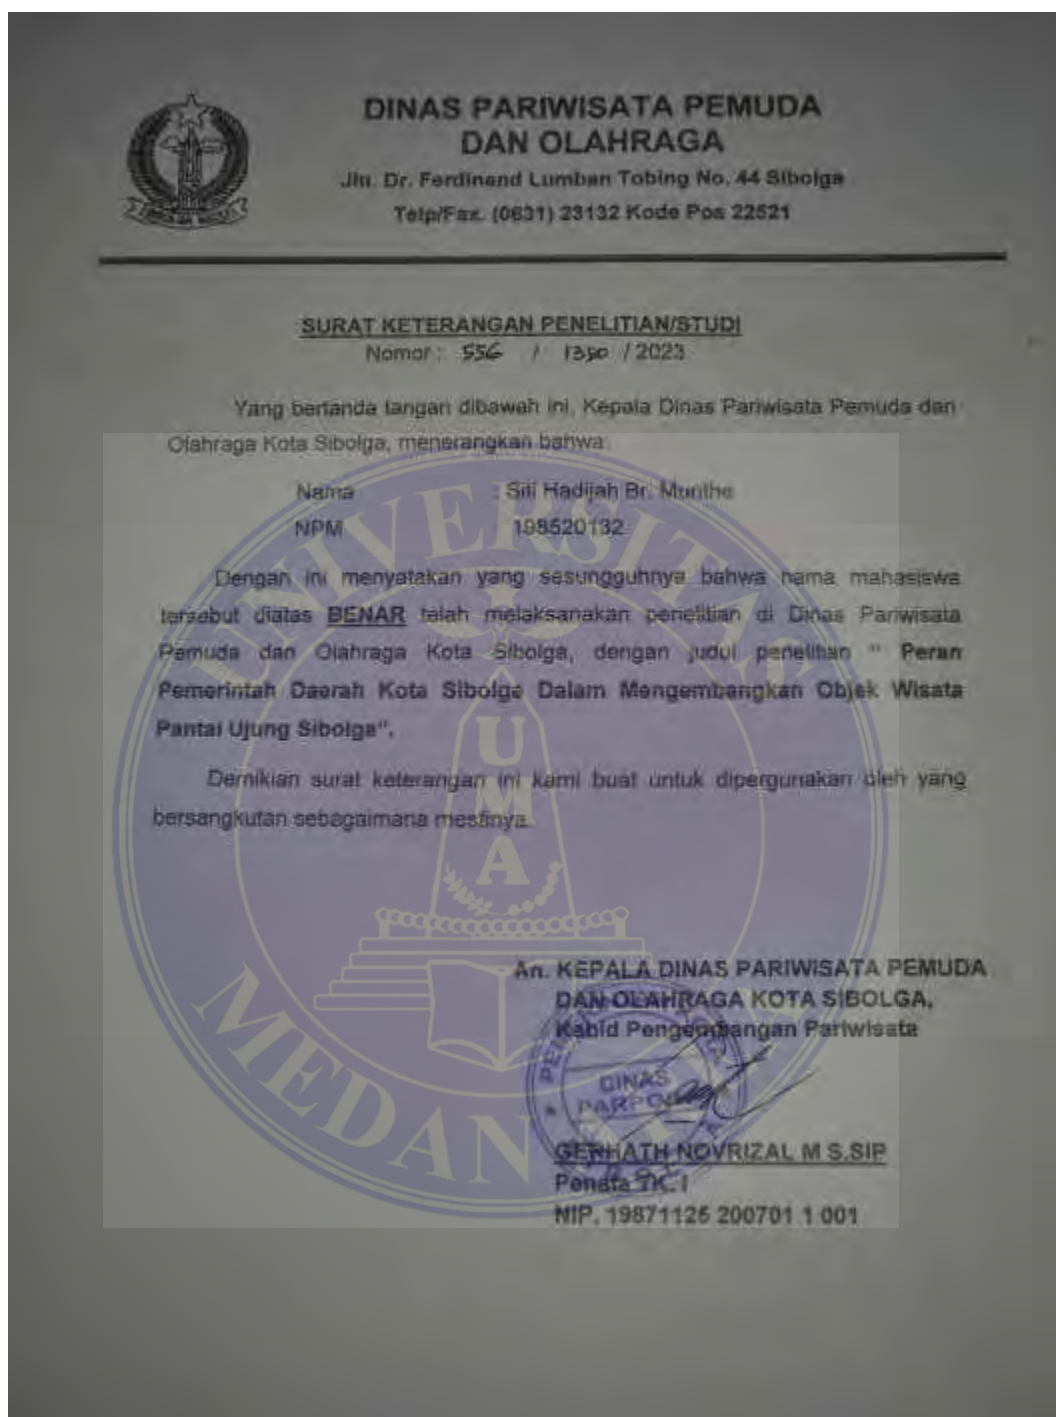 DINAS PARIWISATA PEMUDA
DAN OLAHRAGA
Jln. Dr. Ferdinand Lumban Tobing No. 44 Sibolga
Telp/Fax. (0631) 23132 Kode Pos 22521
SURAT KETERANGAN PENELITIAN/STUDI
Nomor : 556 / 1350 / 2023
Yang bertanda tangan dibawah ini, Kepala Dinas Pariwisata Pemuda dan
Olahraga Kota Sibolga, menerangkan bahwa:
Nama : Siti Hadijah Br. Munthe
NPM : 198520132
Dengan ini menyatakan yang sesungguhnya bahwa nama mahasiswa
tersebut diatas BENAR telah melaksanakan penelitian di Dinas Pariwisata
Pemuda dan Olahraga Kota Sibolga, dengan judul penelitian " Peran
Pemerintah Daerah Kota Sibolga Dalam Mengembangkan Objek Wisata
Pantai Ujung Sibolga".
Demikian surat keterangan ini kami buat untuk dipergunakan oleh yang
bersangkutan sebagaimana mestinya.
UNIVERSITAS
MEDAN AREA
UMA
An. KEPALA DINAS PARIWISATA PEMUDA
DAN OLAHRAGA KOTA SIBOLGA,
Kabid Pengembangan Pariwisata
DINAS
GERHATH NOVRIZAL M S.SIP
Penata TK. I
NIP. 19871126 200701 1 001